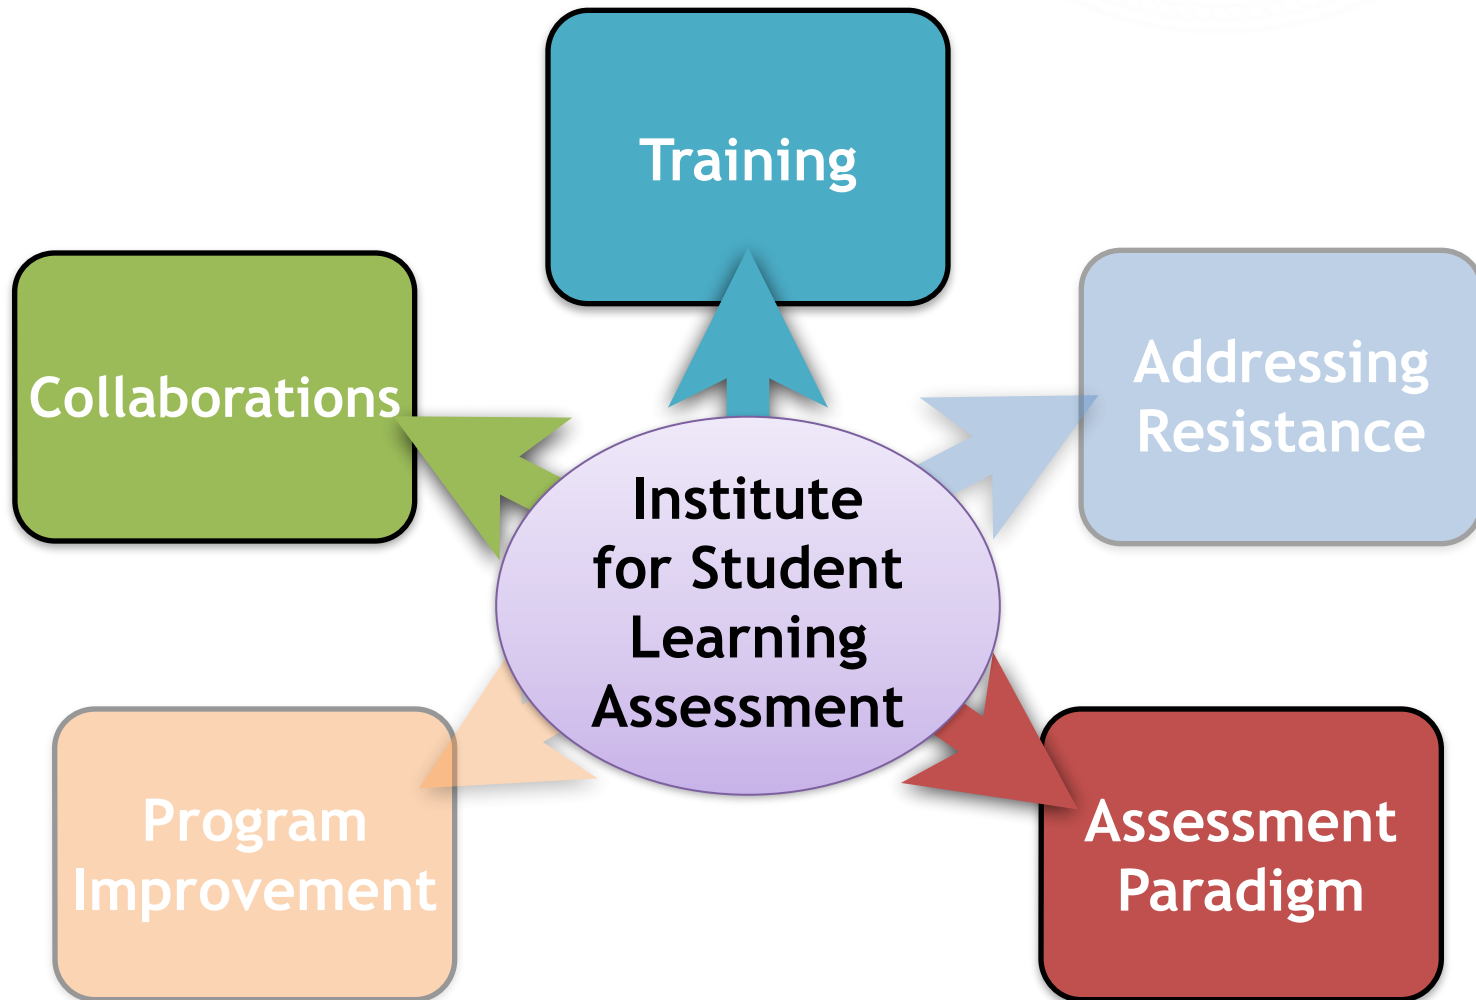 Training
Collaborations
Addressing
Resistance
Institute
for Student
Learning
Assessment
Program
Improvement
Assessment
Paradigm